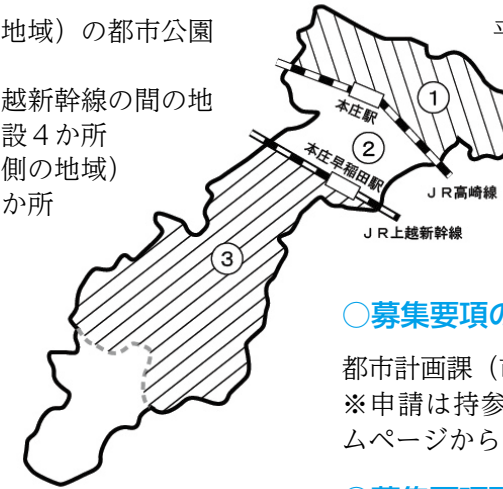 地域）の都市公園
越新幹線の間の地
設４か所
側の地域）
か所
①
本庄駅
②
本庄早稲田駅
ＪＲ高崎線
ＪＲ上越新幹線
③
○募集要項の
都市計画課（
※申請は持参
ムページから